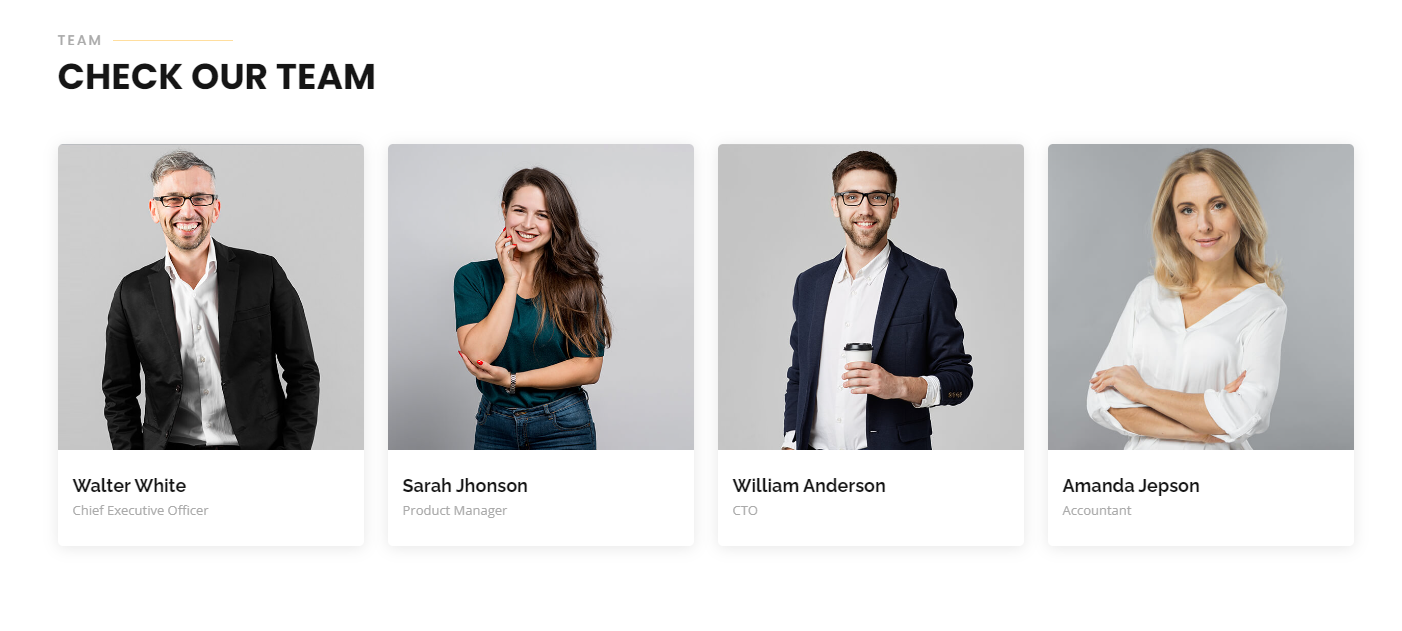 TEAM
CHECK OUR TEAM
Walter White
Chief Executive Officer
Sarah Jhonson
Product Manager
William Anderson
CTO
Amanda Jepson
Accountant